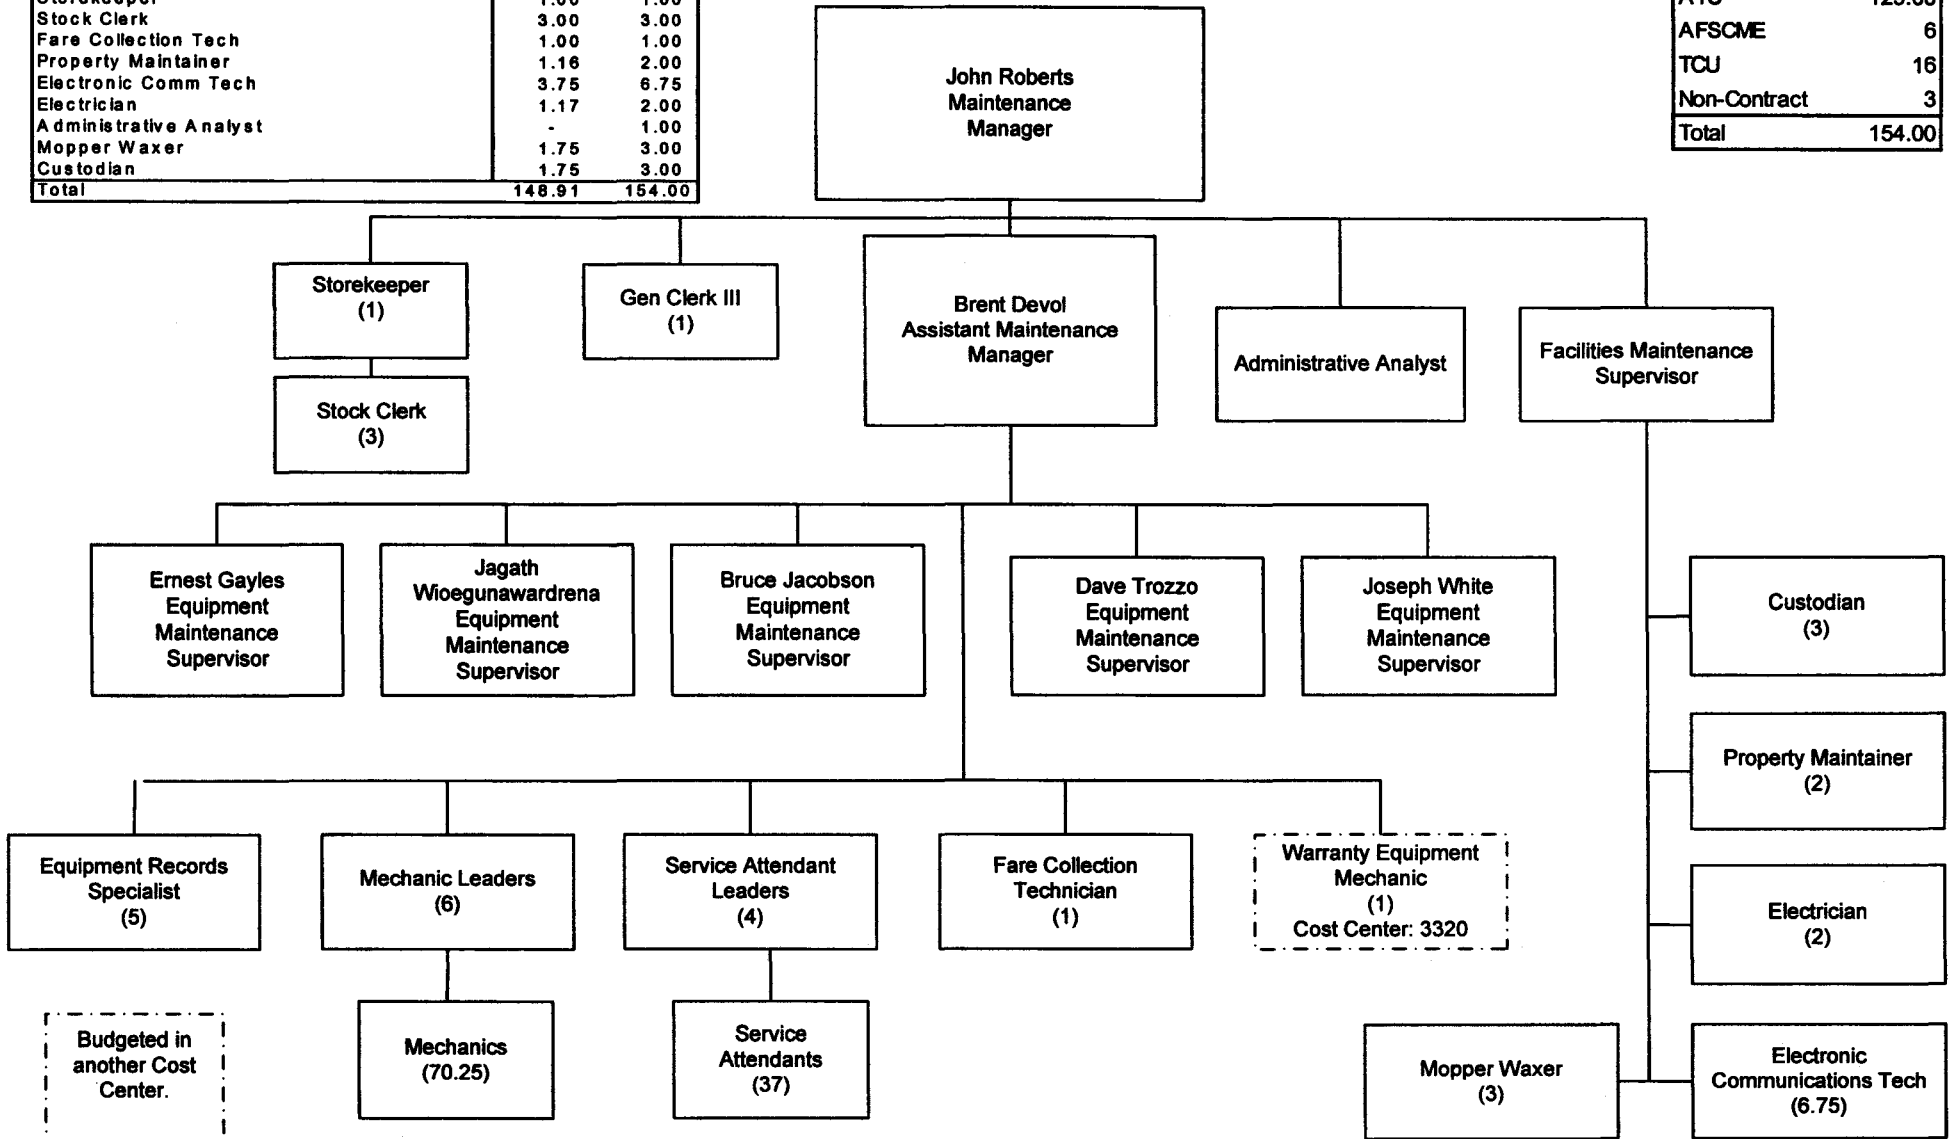 Storekeeper 1.00 1.00
Stock Clerk 3.00 3.00
Fare Collection Tech 1.00 1.00
Property Maintainer 1.16 2.00
Electronic Comm Tech 3.75 6.75
Electrician 1.17 2.00
Administrative Analyst - 1.00
Mopper Waxer 1.75 3.00
Custodian 1.75 3.00
Total 148.91 154.00
John Roberts
Maintenance
Manager
AFSCME 6
TCU 16
Non-Contract 3
Total 154.00
Storekeeper
(1)
Gen Clerk III
(1)
Brent Devol
Assistant Maintenance
Manager
Administrative Analyst
Facilities Maintenance
Supervisor
Stock Clerk
(3)
Ernest Gayles
Equipment
Maintenance
Supervisor
Jagath
Wioegunawardrena
Equipment
Maintenance
Supervisor
Bruce Jacobson
Equipment
Maintenance
Supervisor
Dave Trozzo
Equipment
Maintenance
Supervisor
Joseph White
Equipment
Maintenance
Supervisor
Custodian
(3)
Property Maintainer
(2)
Equipment Records
Specialist
(5)
Mechanic Leaders
(6)
Service Attendant
Leaders
(4)
Fare Collection
Technician
(1)
Warranty Equipment
Mechanic
(1)
Cost Center: 3320
Electrician
(2)
Budgeted in
another Cost
Center.
Mechanics
(70.25)
Service
Attendants
(37)
Mopper Waxer
(3)
Electronic
Communications Tech
(6.75)